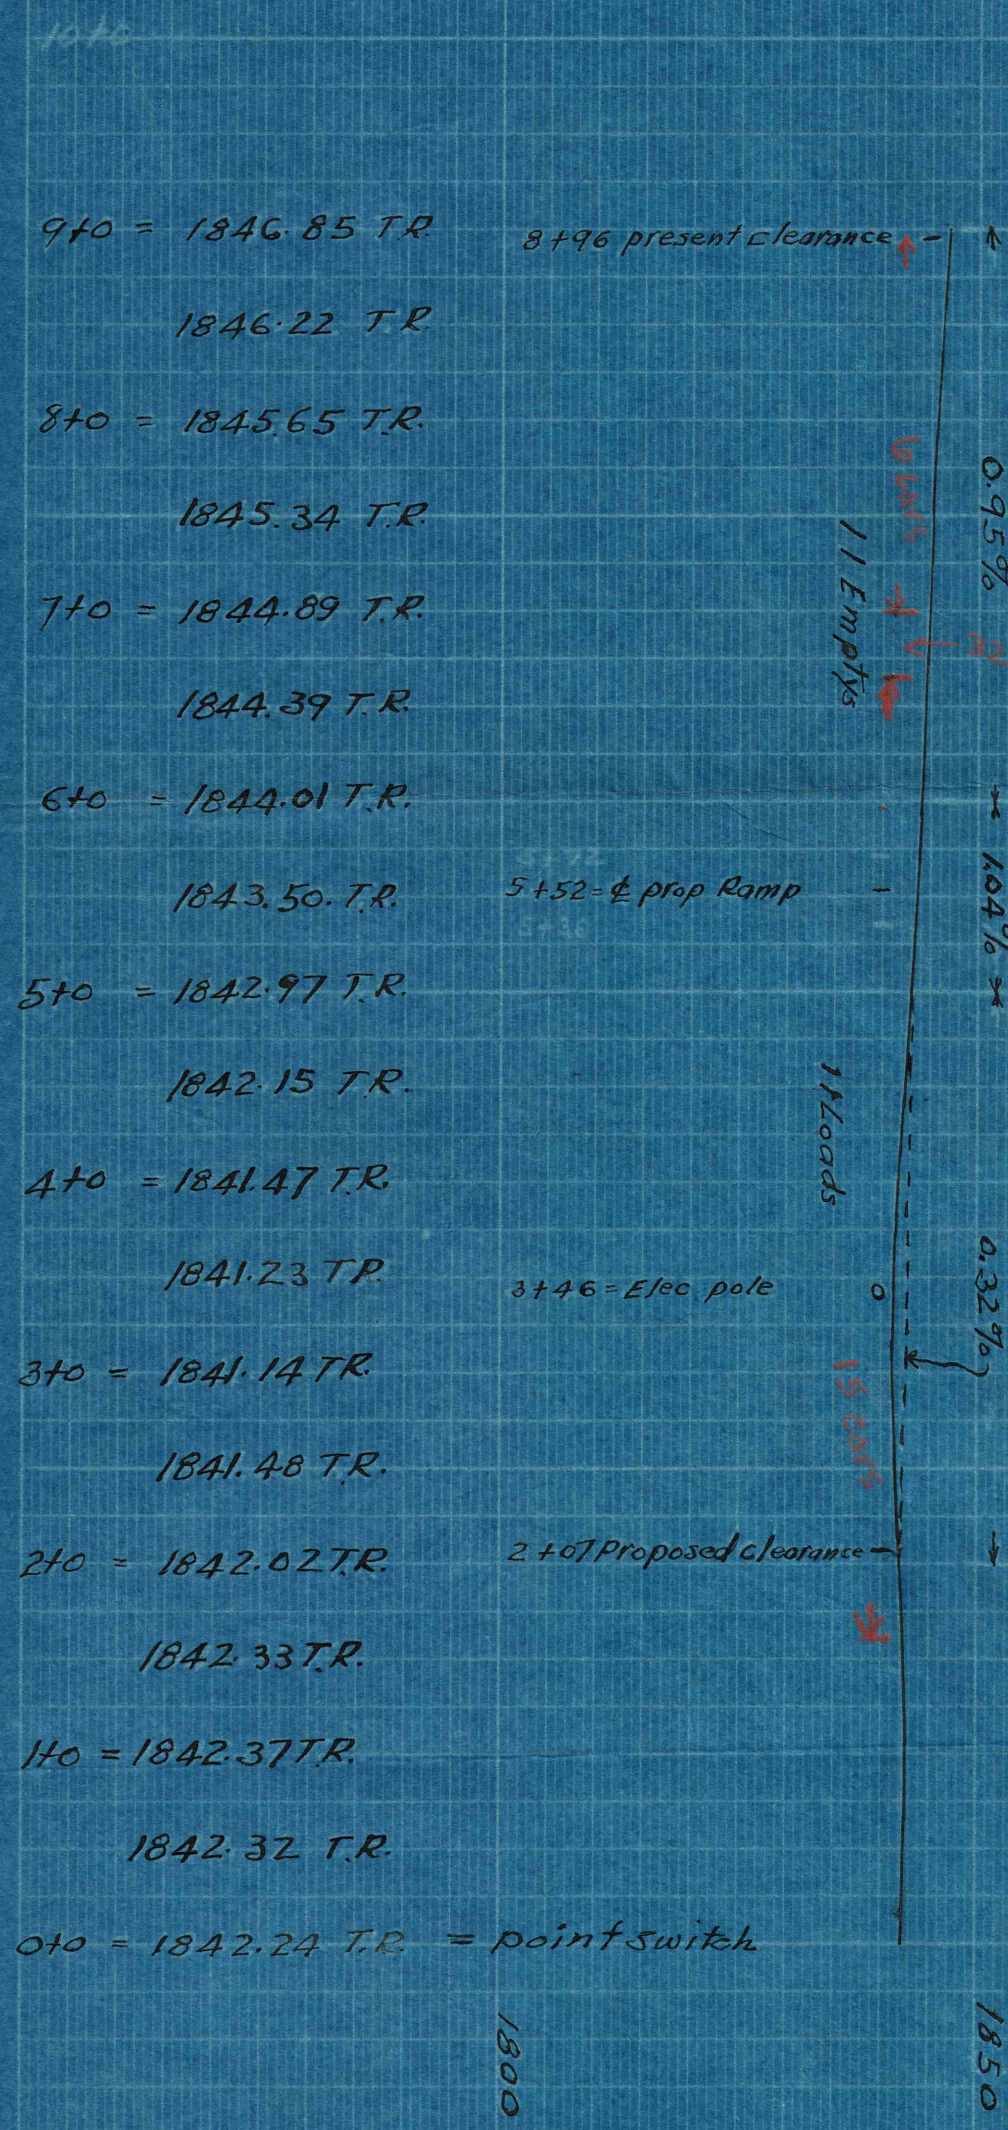 10+0
9+0 = 1846.85 T.R
8+96 present clearance
1846.22 T.R.
8+0 = 1845.65 T.R.
6 cars
0.95%
1845.34 T.R.
11 Emptys
7+0 = 1844.89 T.R.
1844.39 T.R.
6+0 = 1844.01 T.R.
1843.50. T.R.
5+52 = ₵ prop Ramp
1.04%
5+0 = 1842.97 T.R.
1842.15 T.R.
11 Loads
4+0 = 1841.47 T.R.
1841.23 T.R.
3+46 = Elec pole
0.32%
3+0 = 1841.14 T.R.
15 cars
1841.48 T.R.
2+0 = 1842.02 T.R.
2+07 Proposed clearance
1842.33 T.R.
1+0 = 1842.37 T.R.
1842.32 T.R.
0+0 = 1842.24 T.R. = point switch
1800
1850